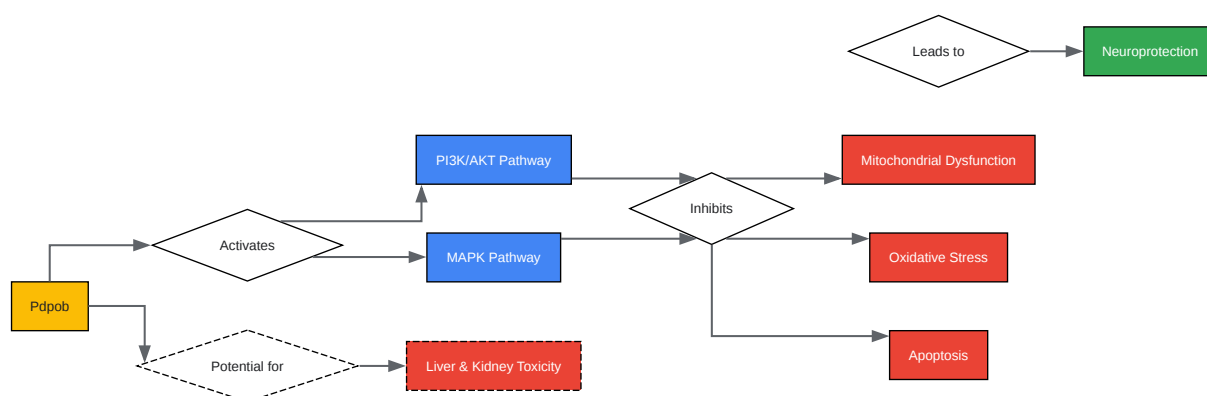 Leads to
Neuroprotection
PI3K/AKT Pathway
Mitochondrial Dysfunction
Inhibits
Activates
MAPK Pathway
Oxidative Stress
Pdpob
Apoptosis
Potential for
Liver & Kidney Toxicity